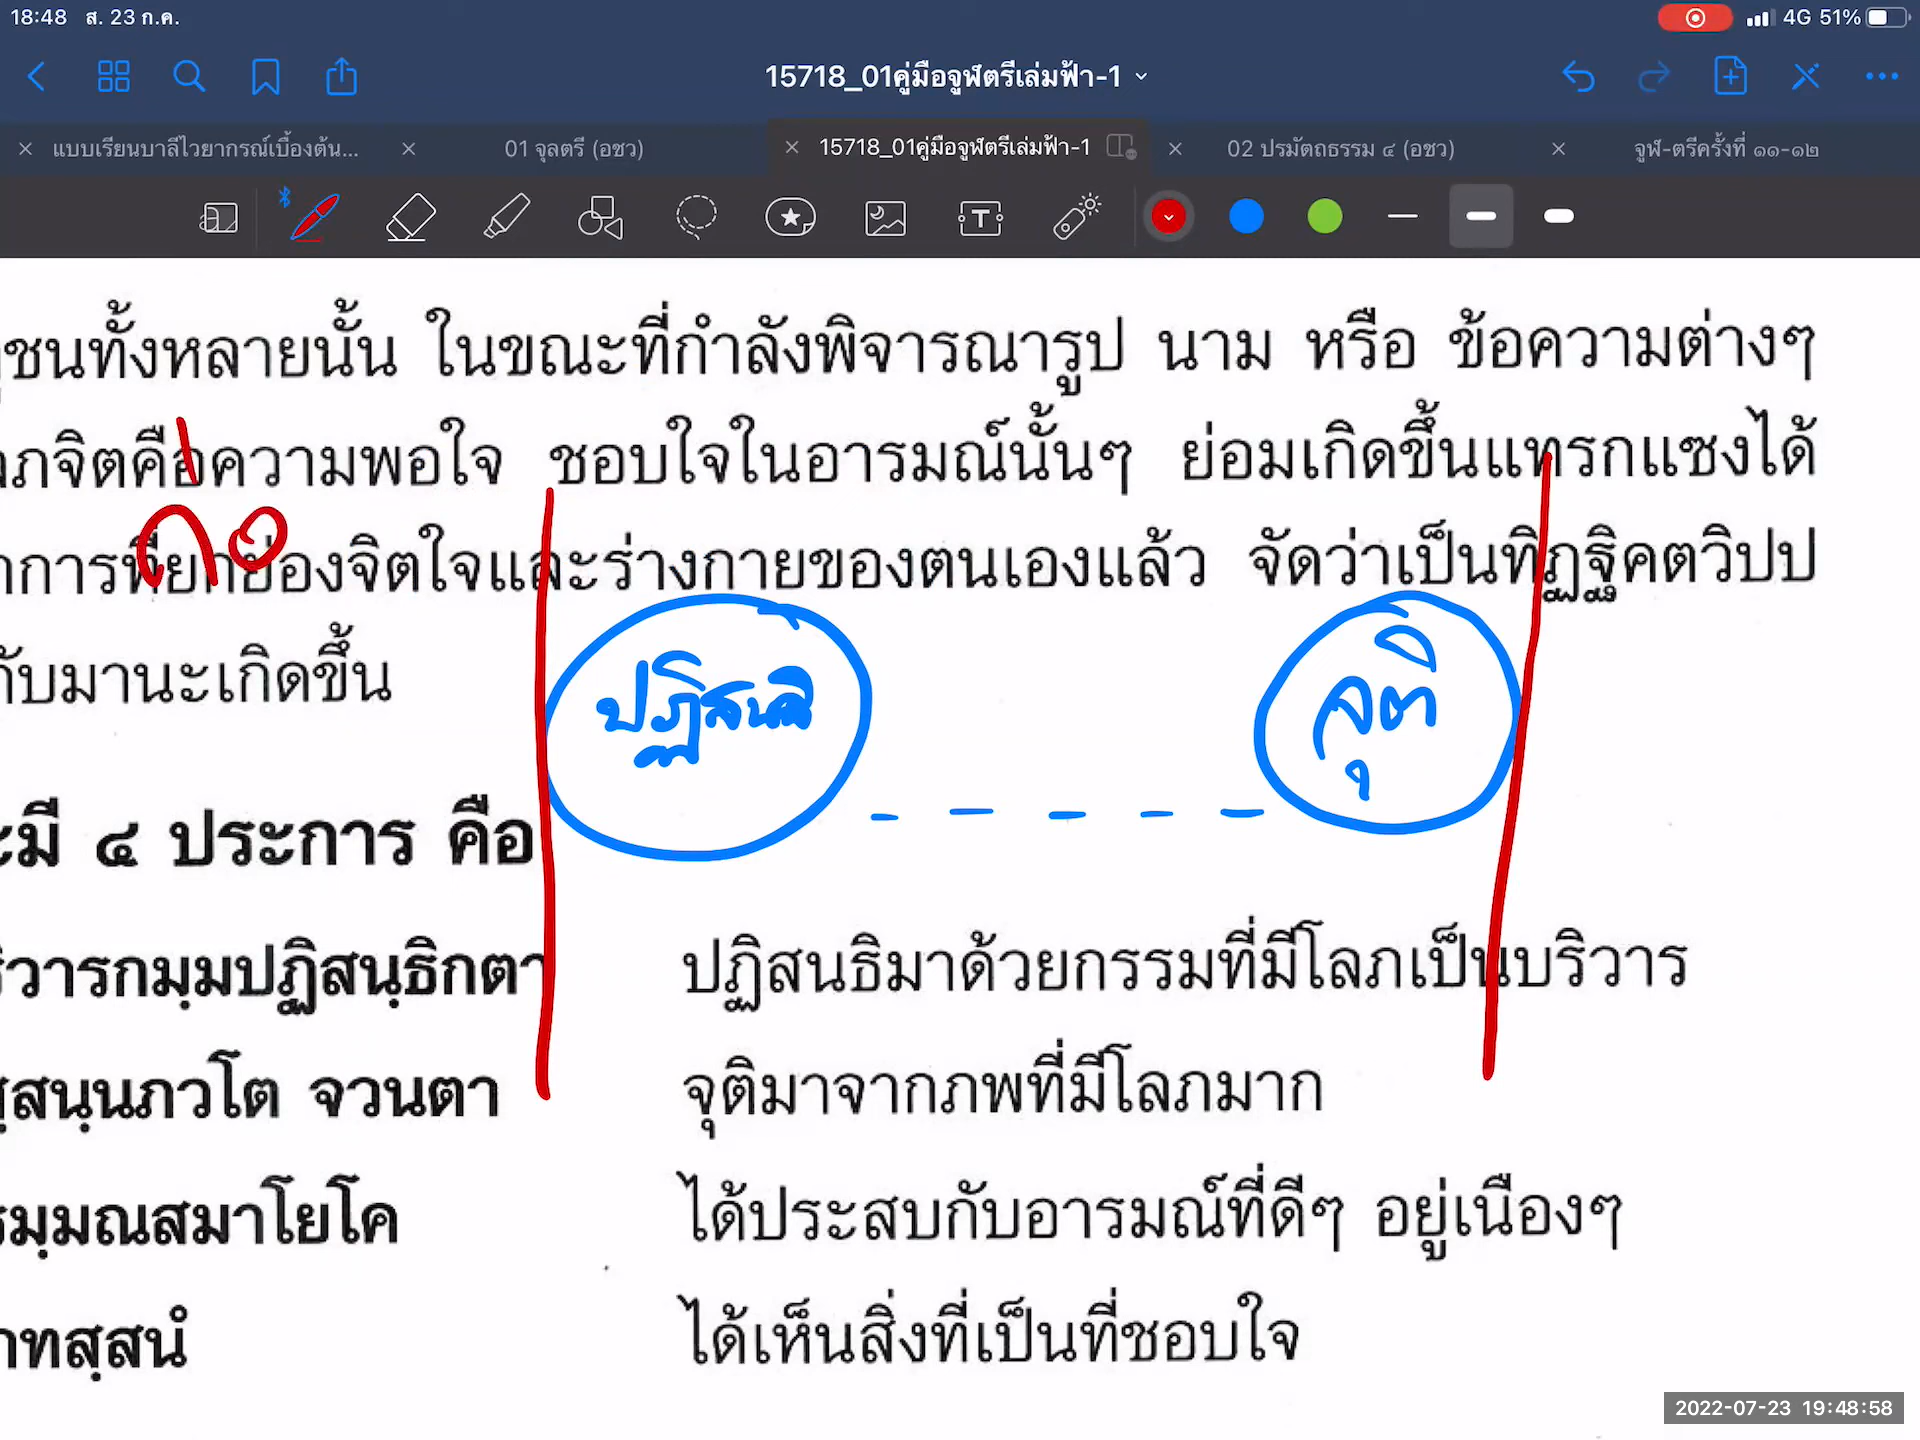 18:48 ส. 23 ก.ค.
4G 51%
15718_01คู่มือจูฬตรีเล่มฟ้า-1
แบบเรียนบาลีไวยากรณ์เบื้องต้น...
01 จุลตรี (อชว)
15718_01คู่มือจูฬตรีเล่มฟ้า-1
02 ปรมัตถธรรม ๔ (อชว)
จูฬ-ตรีครั้งที่ ๑๑-๑๒
ชนทั้งหลายนั้น ในขณะที่กำลังพิจารณารูป นาม หรือ ข้อความต่างๆ
ภจิตคือความพอใจ ชอบใจในอารมณ์นั้นๆ ย่อมเกิดขึ้นแทรกแซงได้
การที่ยกย่องจิตใจและร่างกายของตนเองแล้ว จัดว่าเป็นทิฏฐิคตวิปป
กับมานะเกิดขึ้น
ปฏิสนธิ
จุติ
ะมี ๔ ประการ คือ
ริวารกมฺมปฏิสนฺธิกตา ปฏิสนธิมาด้วยกรรมที่มีโลภเป็นบริวาร
สฺสนฺนภวโต จวนตา จุติมาจากภพที่มีโลภมาก
รมฺมณสมาโยโค ได้ประสบกับอารมณ์ที่ดีๆ อยู่เนืองๆ
าทสฺสนํ ได้เห็นสิ่งที่เป็นที่ชอบใจ
2022-07-23 19:48:58